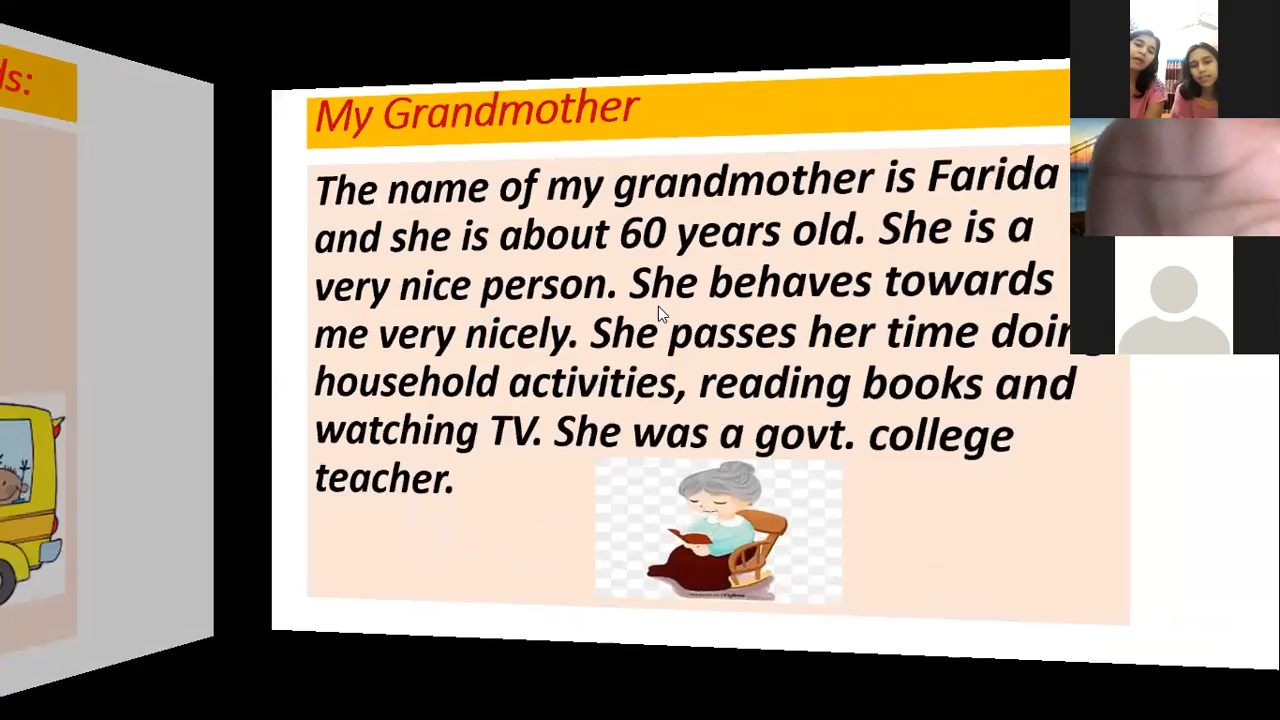 ds:
My Grandmother
The name of my grandmother is Farida
and she is about 60 years old. She is a
very nice person. She behaves towards
me very nicely. She passes her time doin
household activities, reading books and
watching TV. She was a govt. college
teacher.